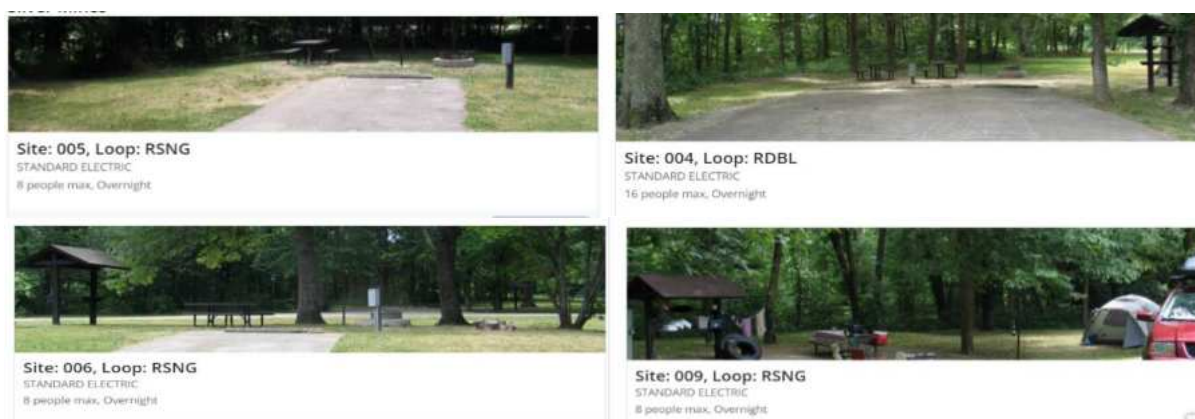 Site: 005, Loop: RSNG
STANDARD ELECTRIC
8 people max, Overnight
Site: 004, Loop: RDBL
STANDARD ELECTRIC
16 people max, Overnight
Site: 006, Loop: RSNG
STANDARD ELECTRIC
8 people max, Overnight
Site: 009, Loop: RSNG
STANDARD ELECTRIC
8 people max, Overnight